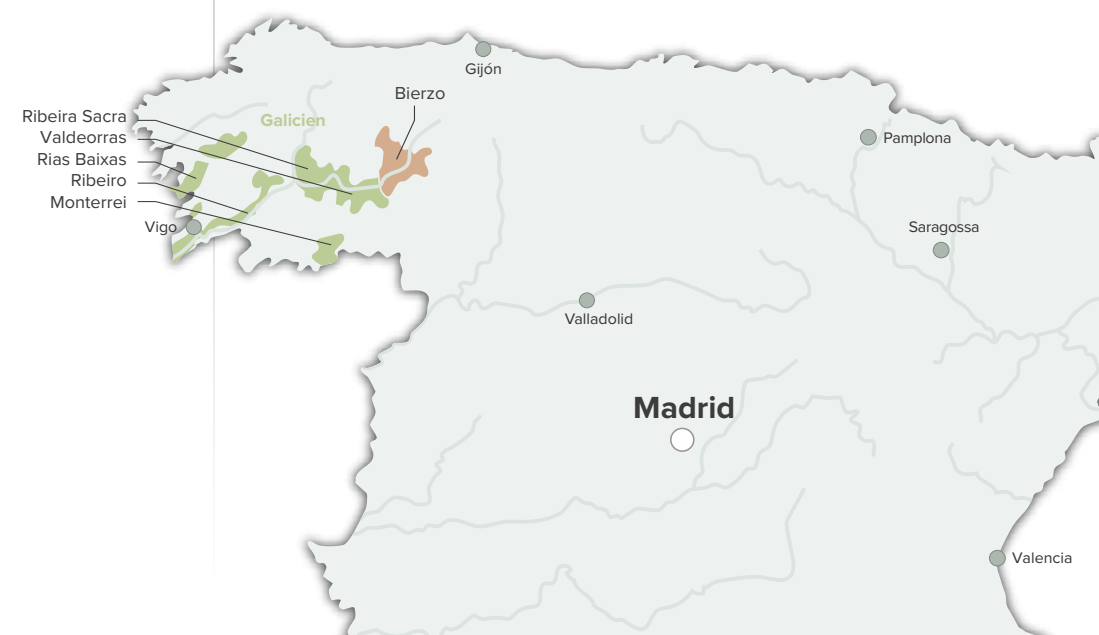 Gijón
Bierzo
Ribeira Sacra
Galicien
Valdeorras
Pamplona
Rias Baixas
Ribeiro
Monterrei
Vigo
Saragossa
Valladolid
Madrid
Valencia